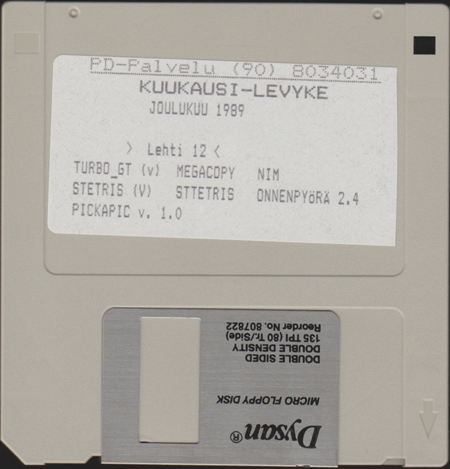 PD-Palvelu (90) 8034031
KUUKAUSI-LEVYKE
JOULUKUU 1989
> Lehti 12 <
TURBO_GT (v) MEGACOPY NIM
STETRIS (V) STTETRIS ONNENPYöRÄ 2.4
PICKAPIC v. 1.0
Dysan®
MICRO FLOPPY DISK
DOUBLE SIDED
DOUBLE DENSITY
135 TPI (80 Tr/Side)
Reorder No. 807822